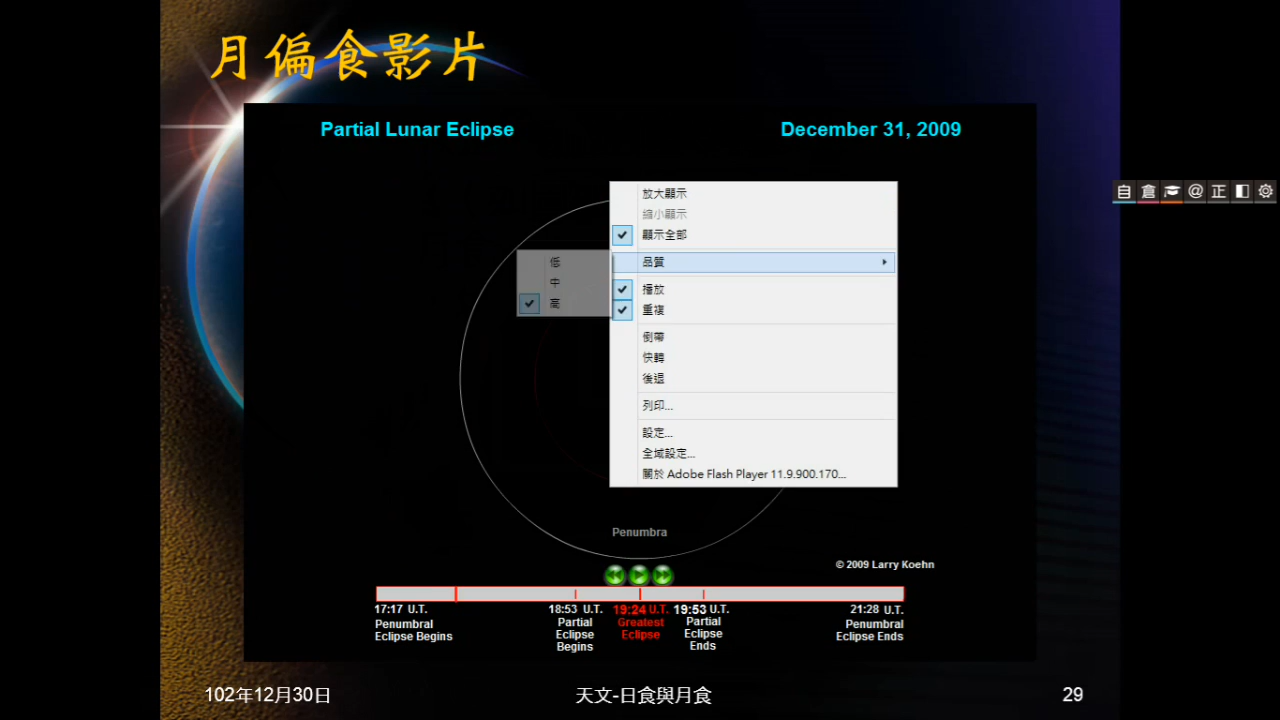 月偏食影片
Partial Lunar Eclipse
December 31, 2009
自 倉 @ 正
放大顯示
縮小顯示
顯示全部
品質
低
中
高
播放
重複
倒帶
快轉
後退
列印...
設定...
全域設定...
關於 Adobe Flash Player 11.9.900.170...
Penumbra
© 2009 Larry Koehn
17:17 U.T.
Penumbral
Eclipse Begins
18:53 U.T.
Partial
Eclipse
Begins
19:24 U.T.
Greatest
Eclipse
19:53 U.T.
Partial
Eclipse
Ends
21:28 U.T.
Penumbral
Eclipse Ends
102年12月30日
天文-日食與月食
29